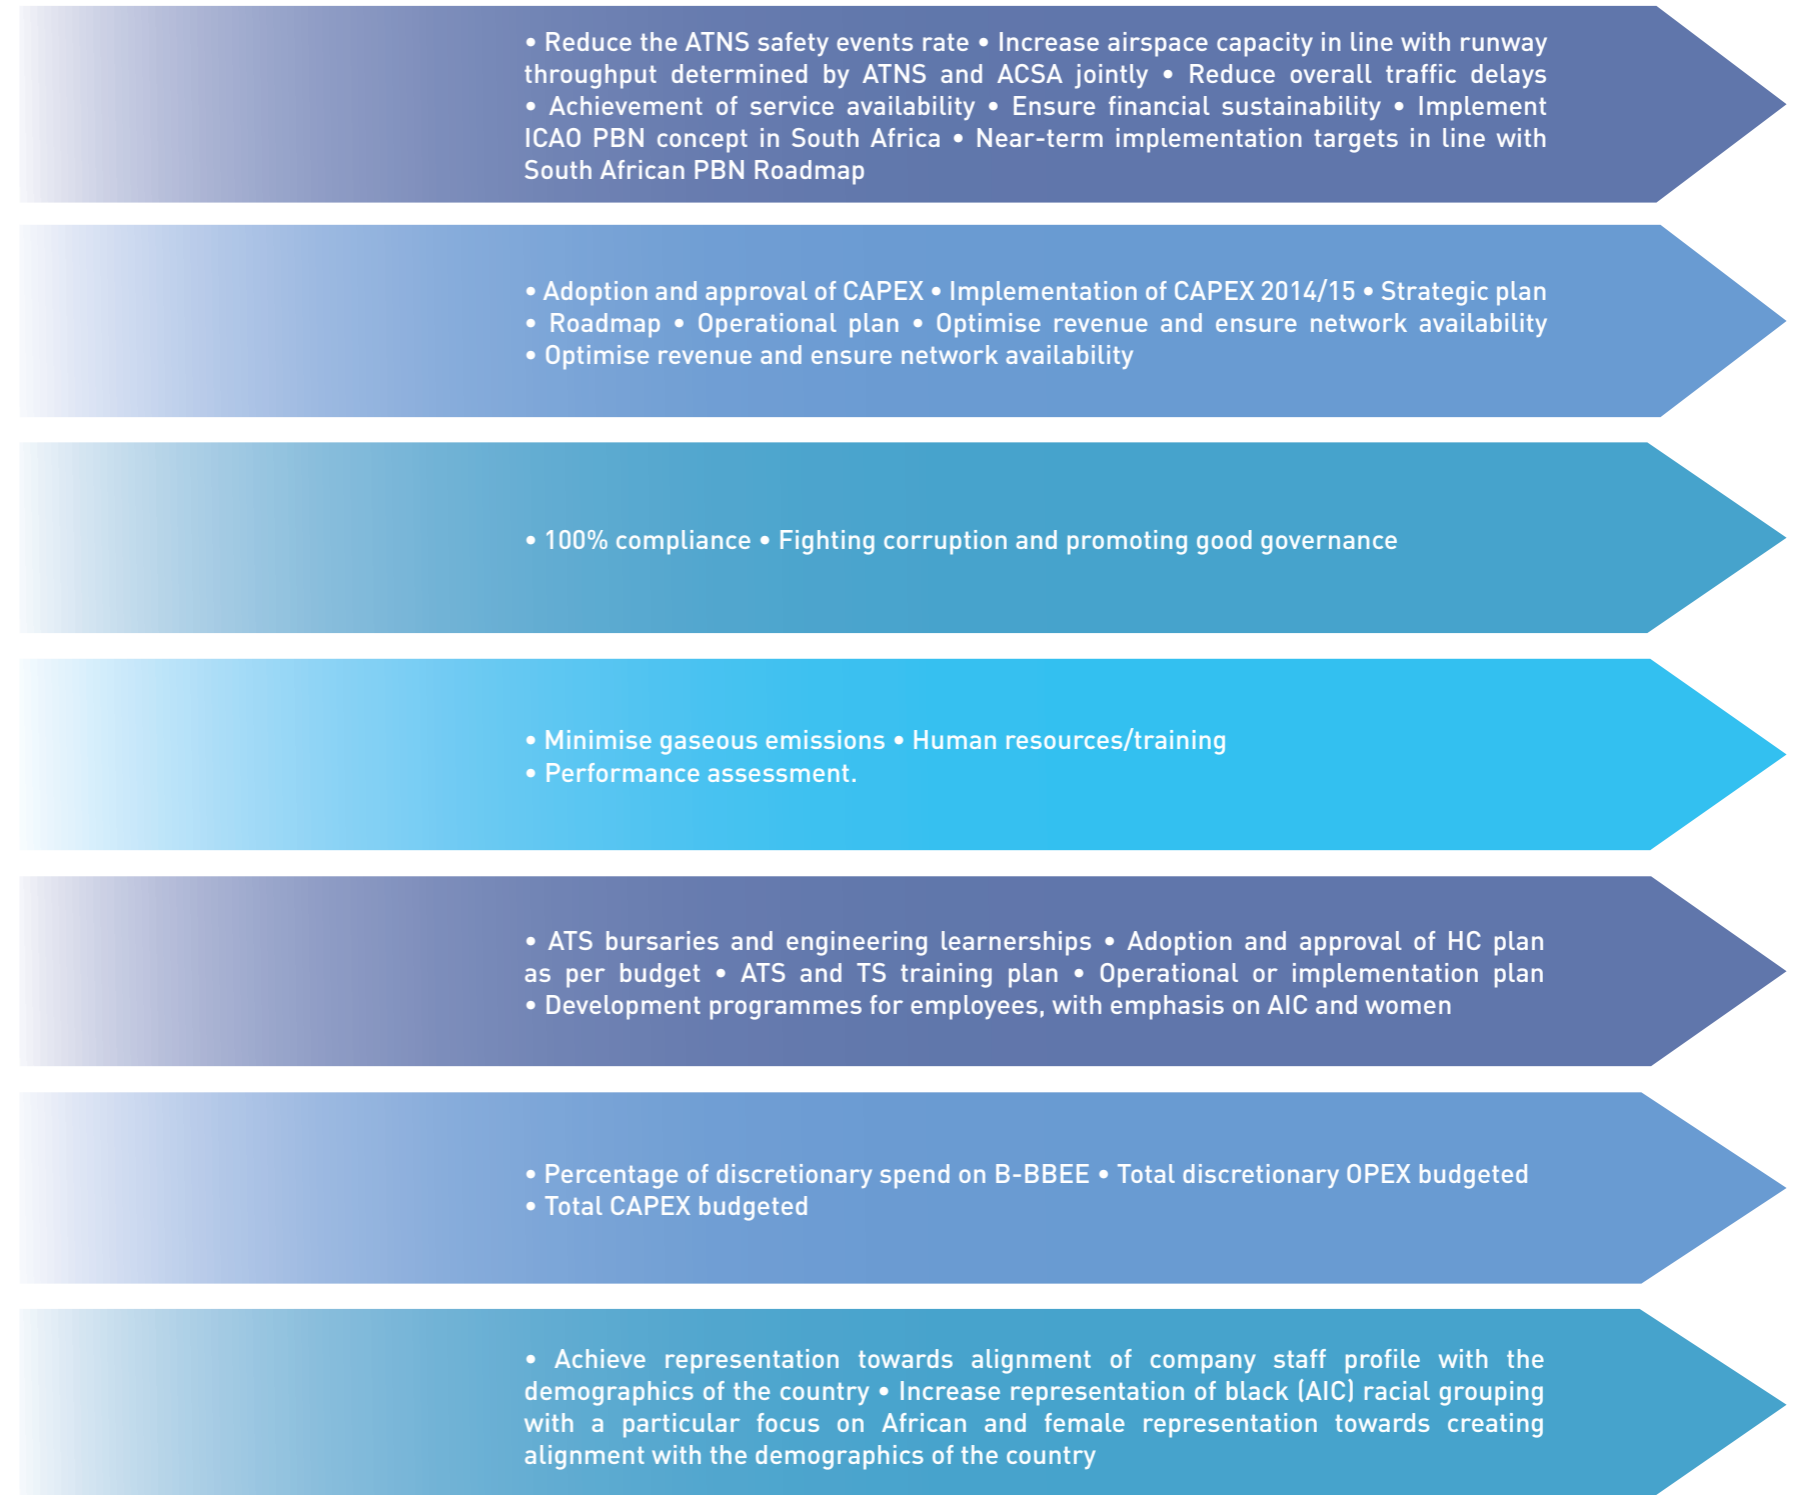 • Reduce the ATNS safety events rate • Increase airspace capacity in line with runway
throughput determined by ATNS and ACSA jointly • Reduce overall traffic delays
• Achievement of service availability • Ensure financial sustainability • Implement
ICAO PBN concept in South Africa • Near-term implementation targets in line with
South African PBN Roadmap
• Adoption and approval of CAPEX • Implementation of CAPEX 2014/15 • Strategic plan
• Roadmap • Operational plan • Optimise revenue and ensure network availability
• Optimise revenue and ensure network availability
• 100% compliance • Fighting corruption and promoting good governance
• Minimise gaseous emissions • Human resources/training
• Performance assessment.
• ATS bursaries and engineering learnerships • Adoption and approval of HC plan
as per budget • ATS and TS training plan • Operational or implementation plan
• Development programmes for employees, with emphasis on AIC and women
• Percentage of discretionary spend on B-BBEE • Total discretionary OPEX budgeted
• Total CAPEX budgeted
• Achieve representation towards alignment of company staff profile with the
demographics of the country • Increase representation of black (AIC) racial grouping
with a particular focus on African and female representation towards creating
alignment with the demographics of the country